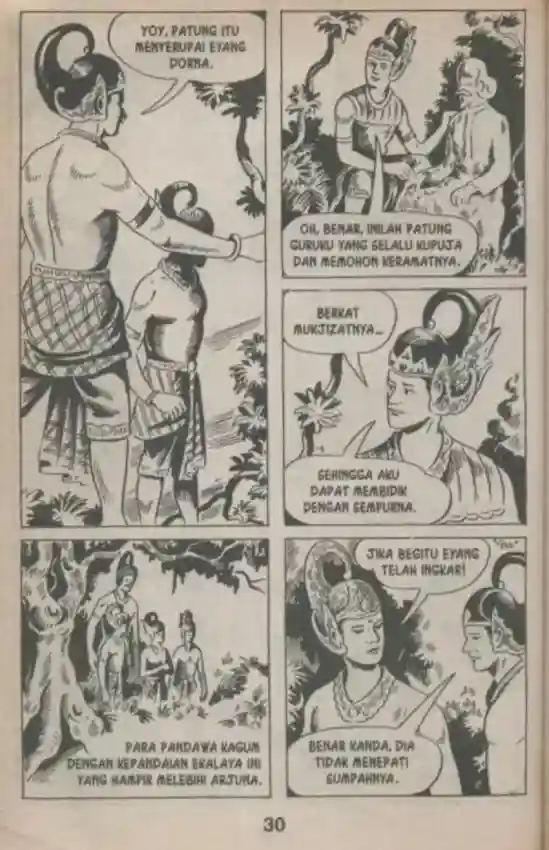 YOY, PATUNG ITU
MENYERUPAI EYANG
DORNA.
OH, BENAR, INILAH PATUNG
GURUKU YANG SELALU KUPUJA
DAN MEMOHON KERAMATNYA.
BERKAT
MUKJIZATNYA...
SEHINGGA AKU
DAPAT MEMBIDIK
DENGAN SEMPURNA.
PARA PANDAWA KAGUM
DENGAN KEPANDAIAN EKALAYA INI
YANG HAMPIR MELEBIHI ARJUNA.
JIKA BEGITU EYANG
TELAH INGKAR!
BENAR KANDA, DIA
TIDAK MENEPATI
SUMPAHNYA.
30